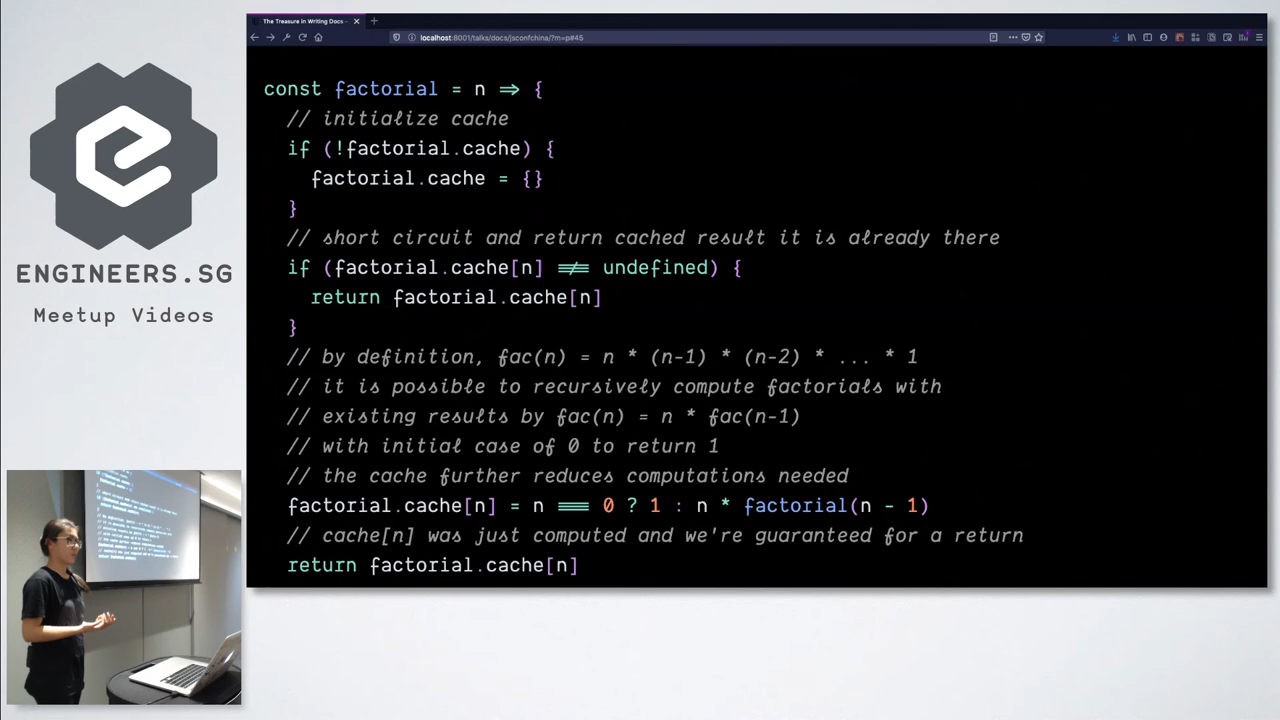 The Treasure in Writing Docs -
localhost:8001/talks/docs/jsconfchina/?m=p#45
const factorial = n => {
// initialize cache
if (!factorial.cache) {
factorial.cache = {}
}
// short circuit and return cached result it is already there
if (factorial.cache[n] !== undefined) {
return factorial.cache[n]
}
// by definition, fac(n) = n * (n-1) * (n-2) * ... * 1
// it is possible to recursively compute factorials with
// existing results by fac(n) = n * fac(n-1)
// with initial case of 0 to return 1
// the cache further reduces computations needed
factorial.cache[n] = n === 0 ? 1 : n * factorial(n - 1)
// cache[n] was just computed and we're guaranteed for a return
return factorial.cache[n]
ENGINEERS.SG
Meetup Videos